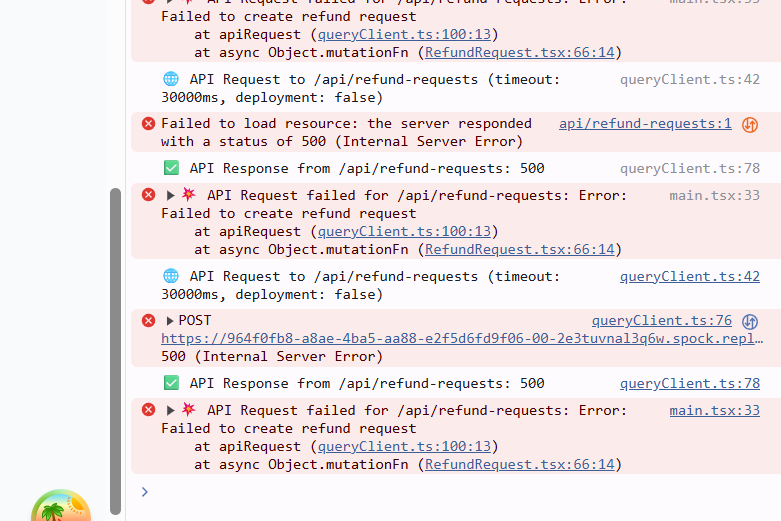 API Request failed for /api/refund-requests: Error: main.tsx:33
Failed to create refund request
at apiRequest (queryClient.ts:100:13)
at async Object.mutationFn (RefundRequest.tsx:66:14)
🌐 API Request to /api/refund-requests (timeout: queryClient.ts:42
30000ms, deployment: false)
Failed to load resource: the server responded api/refund-requests:1
with a status of 500 (Internal Server Error)
✅ API Response from /api/refund-requests: 500 queryClient.ts:78
💥 API Request failed for /api/refund-requests: Error: main.tsx:33
Failed to create refund request
at apiRequest (queryClient.ts:100:13)
at async Object.mutationFn (RefundRequest.tsx:66:14)
🌐 API Request to /api/refund-requests (timeout: queryClient.ts:42
30000ms, deployment: false)
POST queryClient.ts:76
https://964f0fb8-a8ae-4ba5-aa88-e2f5d6fd9f06-00-2e3tuvnal3q6w.spock.repl…
500 (Internal Server Error)
✅ API Response from /api/refund-requests: 500 queryClient.ts:78
💥 API Request failed for /api/refund-requests: Error: main.tsx:33
Failed to create refund request
at apiRequest (queryClient.ts:100:13)
at async Object.mutationFn (RefundRequest.tsx:66:14)